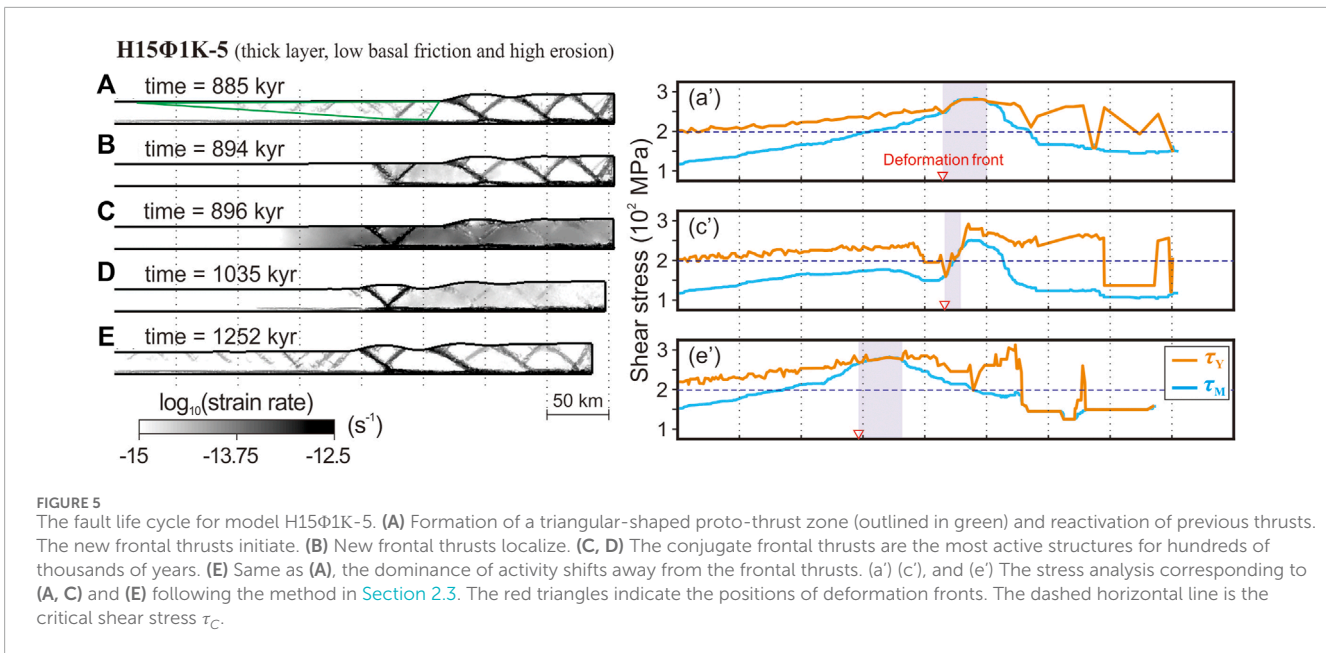 H15Φ1K-5 (thick layer, low basal friction and high erosion)
A time = 885 kyr
B time = 894 kyr
C time = 896 kyr
D time = 1035 kyr
E time = 1252 kyr
log₁₀(strain rate)
(s⁻¹)
-15 -13.75 -12.5
50 km
Shear stress (10² MPa)
(a')
3
2
1
Deformation front
(c')
3
2
1
(e')
3
2
1
τY
τM
FIGURE 5
The fault life cycle for model H15Φ1K-5. (A) Formation of a triangular-shaped proto-thrust zone (outlined in green) and reactivation of previous thrusts.
The new frontal thrusts initiate. (B) New frontal thrusts localize. (C, D) The conjugate frontal thrusts are the most active structures for hundreds of
thousands of years. (E) Same as (A), the dominance of activity shifts away from the frontal thrusts. (a') (c'), and (e') The stress analysis corresponding to
(A, C) and (E) following the method in Section 2.3. The red triangles indicate the positions of deformation fronts. The dashed horizontal line is the
critical shear stress τC.